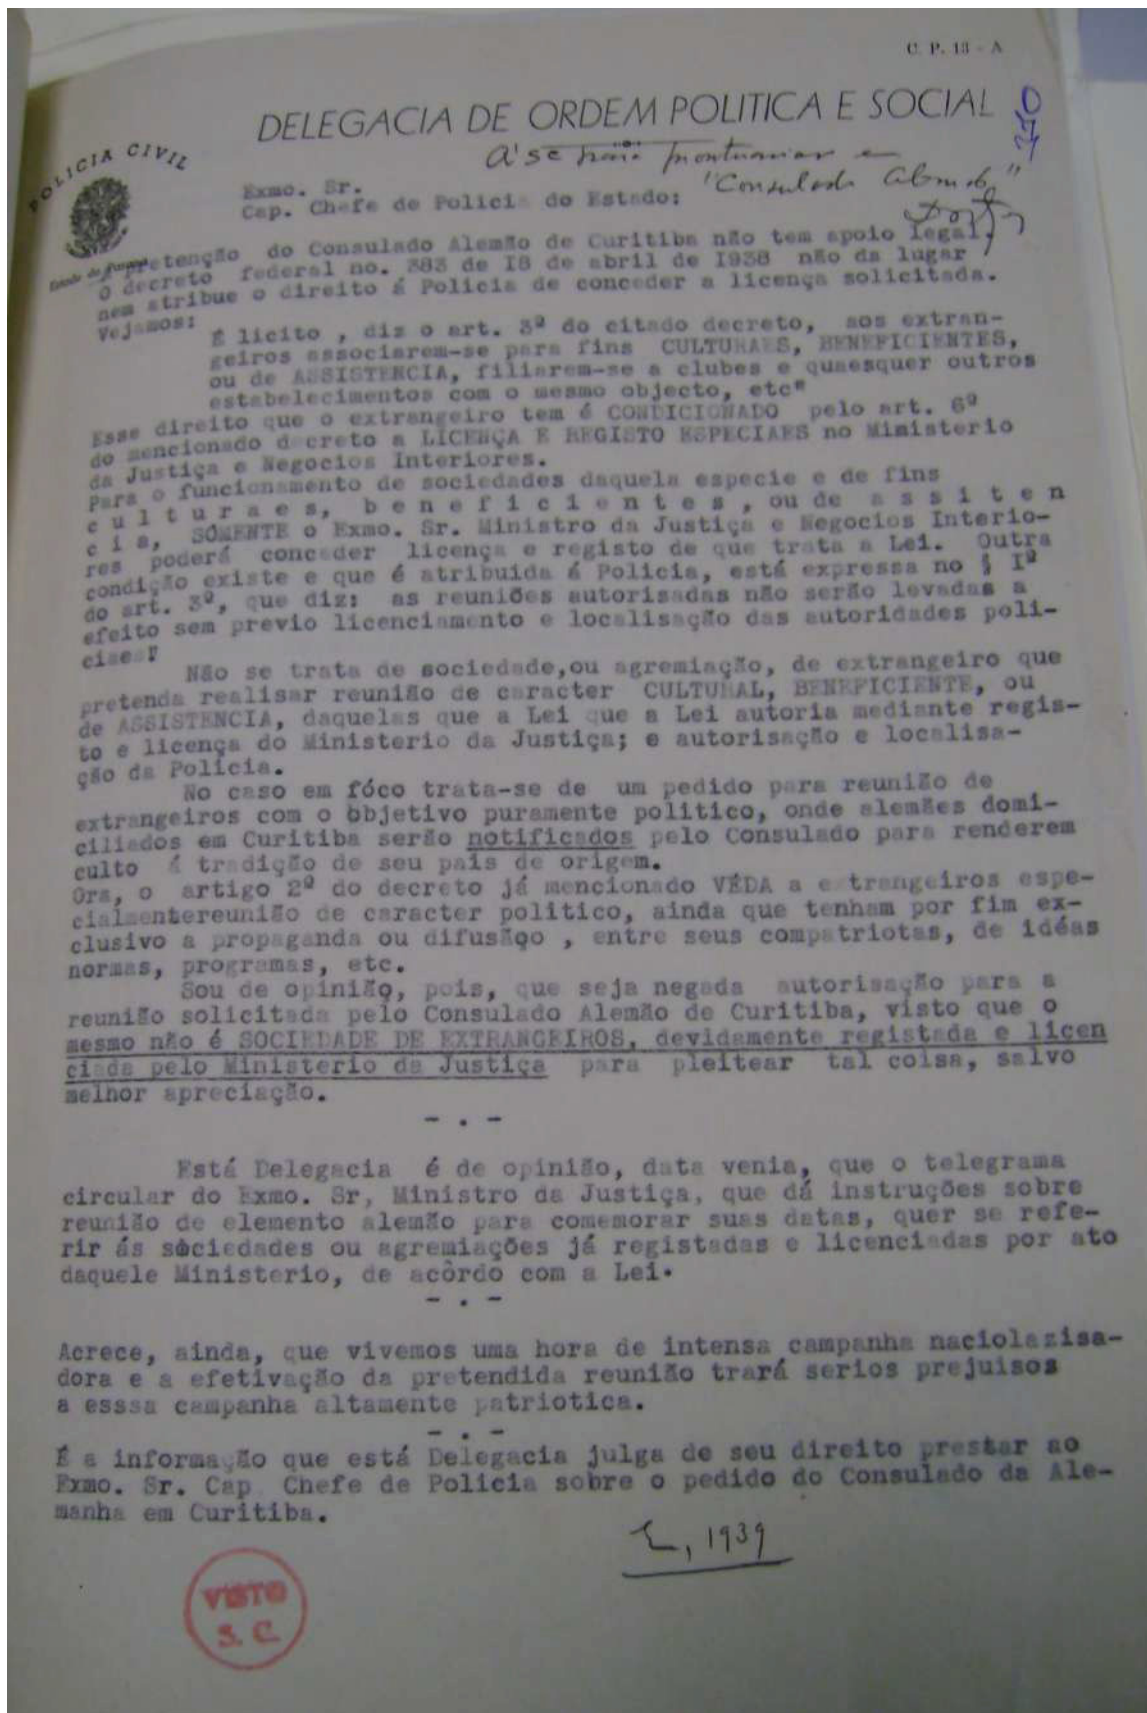 C. P. 13 - A
DELEGACIA DE ORDEM POLITICA E SOCIAL
POLICIA CIVIL
Estado do Paraná
"Consulado
Exmo. Sr.
Cap. Chefe de Policia do Estado:
A pretenção do Consulado Alemão de Curitiba não tem apoio legal.
O decreto federal no. 383 de I8 de abril de I938 não da lugar
nem atribue o direito á Policia de conceder a licença solicitada.
Vejamos:
É licito , diz o art. 3º do citado decreto, aos extran-
geiros associarem-se para fins CULTURAES, BENEFICIENTES,
ou de ASSISTENCIA, filiarem-se a clubes e quaesquer outros
estabelecimentos com o mesmo objecto, etc"
Esse direito que o extrangeiro tem é CONDICIONADO pelo art. 6º
do mencionado decreto a LICENÇA E REGISTO ESPECIAES no Ministerio
da Justiça e Negocios Interiores.
Para o funcionamento de sociedades daquela especie e de fins
c u l t u r a e s, b e n e f i c i e n t e s , ou de a s s i t e n
c i a, SÓMENTE o Exmo. Sr. Ministro da Justiça e Negocios Interio-
res poderá conceder licença e registo de que trata a Lei. Outra
condição existe e que é atribuida á Policia, está expressa no § Iº
do art. 3º, que diz: as reuniões autorisadas não serão levadas a
efeito sem previo licenciamento e localisação das autoridades poli-
ciaes"
Não se trata de sociedade,ou agremiação, de extrangeiro que
pretenda realisar reunião de caracter CULTURAL, BENEFICIENTE, ou
de ASSISTENCIA, daquelas que a Lei que a Lei autoria mediante regis-
to e licença do Ministerio da Justiça; e autorisação e localisa-
ção da Policia.
No caso em fóco trata-se de um pedido para reunião de
extrangeiros com o objetivo puramente politico, onde alemães domi-
ciliados em Curitiba serão notificados pelo Consulado para renderem
culto á tradição de seu pais de origem.
Ora, o artigo 2º do decreto já mencionado VÉDA a extrangeiros espe-
cialmentereunião de caracter politico, ainda que tenham por fim ex-
clusivo a propaganda ou difusãqo , entre seus compatriotas, de idéas
normas, programas, etc.
Sou de opinião, pois, que seja negada autorisação para a
reunião solicitada pelo Consulado Alemão de Curitiba, visto que o
mesmo não é SOCIEDADE DE EXTRANGEIROS, devidamente registada e licen
ciada pelo Ministerio da Justiça para pleitear tal coisa, salvo
melhor apreciação.
- . -
Está Delegacia é de opinião, data venia, que o telegrama
circular do Exmo. Sr, Ministro da Justiça, que dá instruções sobre
reunião de elemento alemão para comemorar suas datas, quer se refe-
rir ás sociedades ou agremiações já registadas e licenciadas por ato
daquele Ministerio, de acôrdo com a Lei.
- . -
Acrece, ainda, que vivemos uma hora de intensa campanha naciolazisa-
dora e a efetivação da pretendida reunião trará serios prejuisos
a esssa campanha altamente patriotica.
- . -
É a informação que está Delegacia julga de seu direito prestar ao
Exmo. Sr. Cap Chefe de Policia sobre o pedido do Consulado da Ale-
manha em Curitiba.
1939
VISTO
S. C.